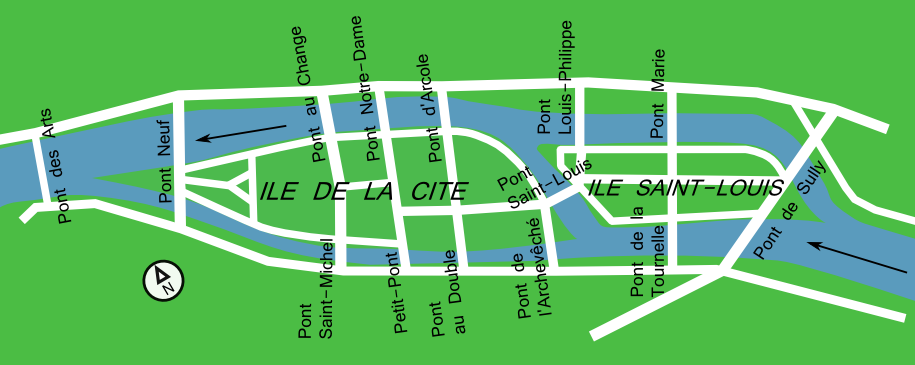 Pont des Arts
Pont Neuf
Pont au Change
Pont Notre-Dame
Pont d'Arcole
Pont
Louis-Philippe
Pont Marie
Pont
Saint-Louis
ILE DE LA CITE
ILE SAINT-LOUIS
Pont de Sully
Pont
Saint-Michel
Petit-Pont
Pont
au Double
Pont de
l'Archevêché
Pont de la
Tournelle
N